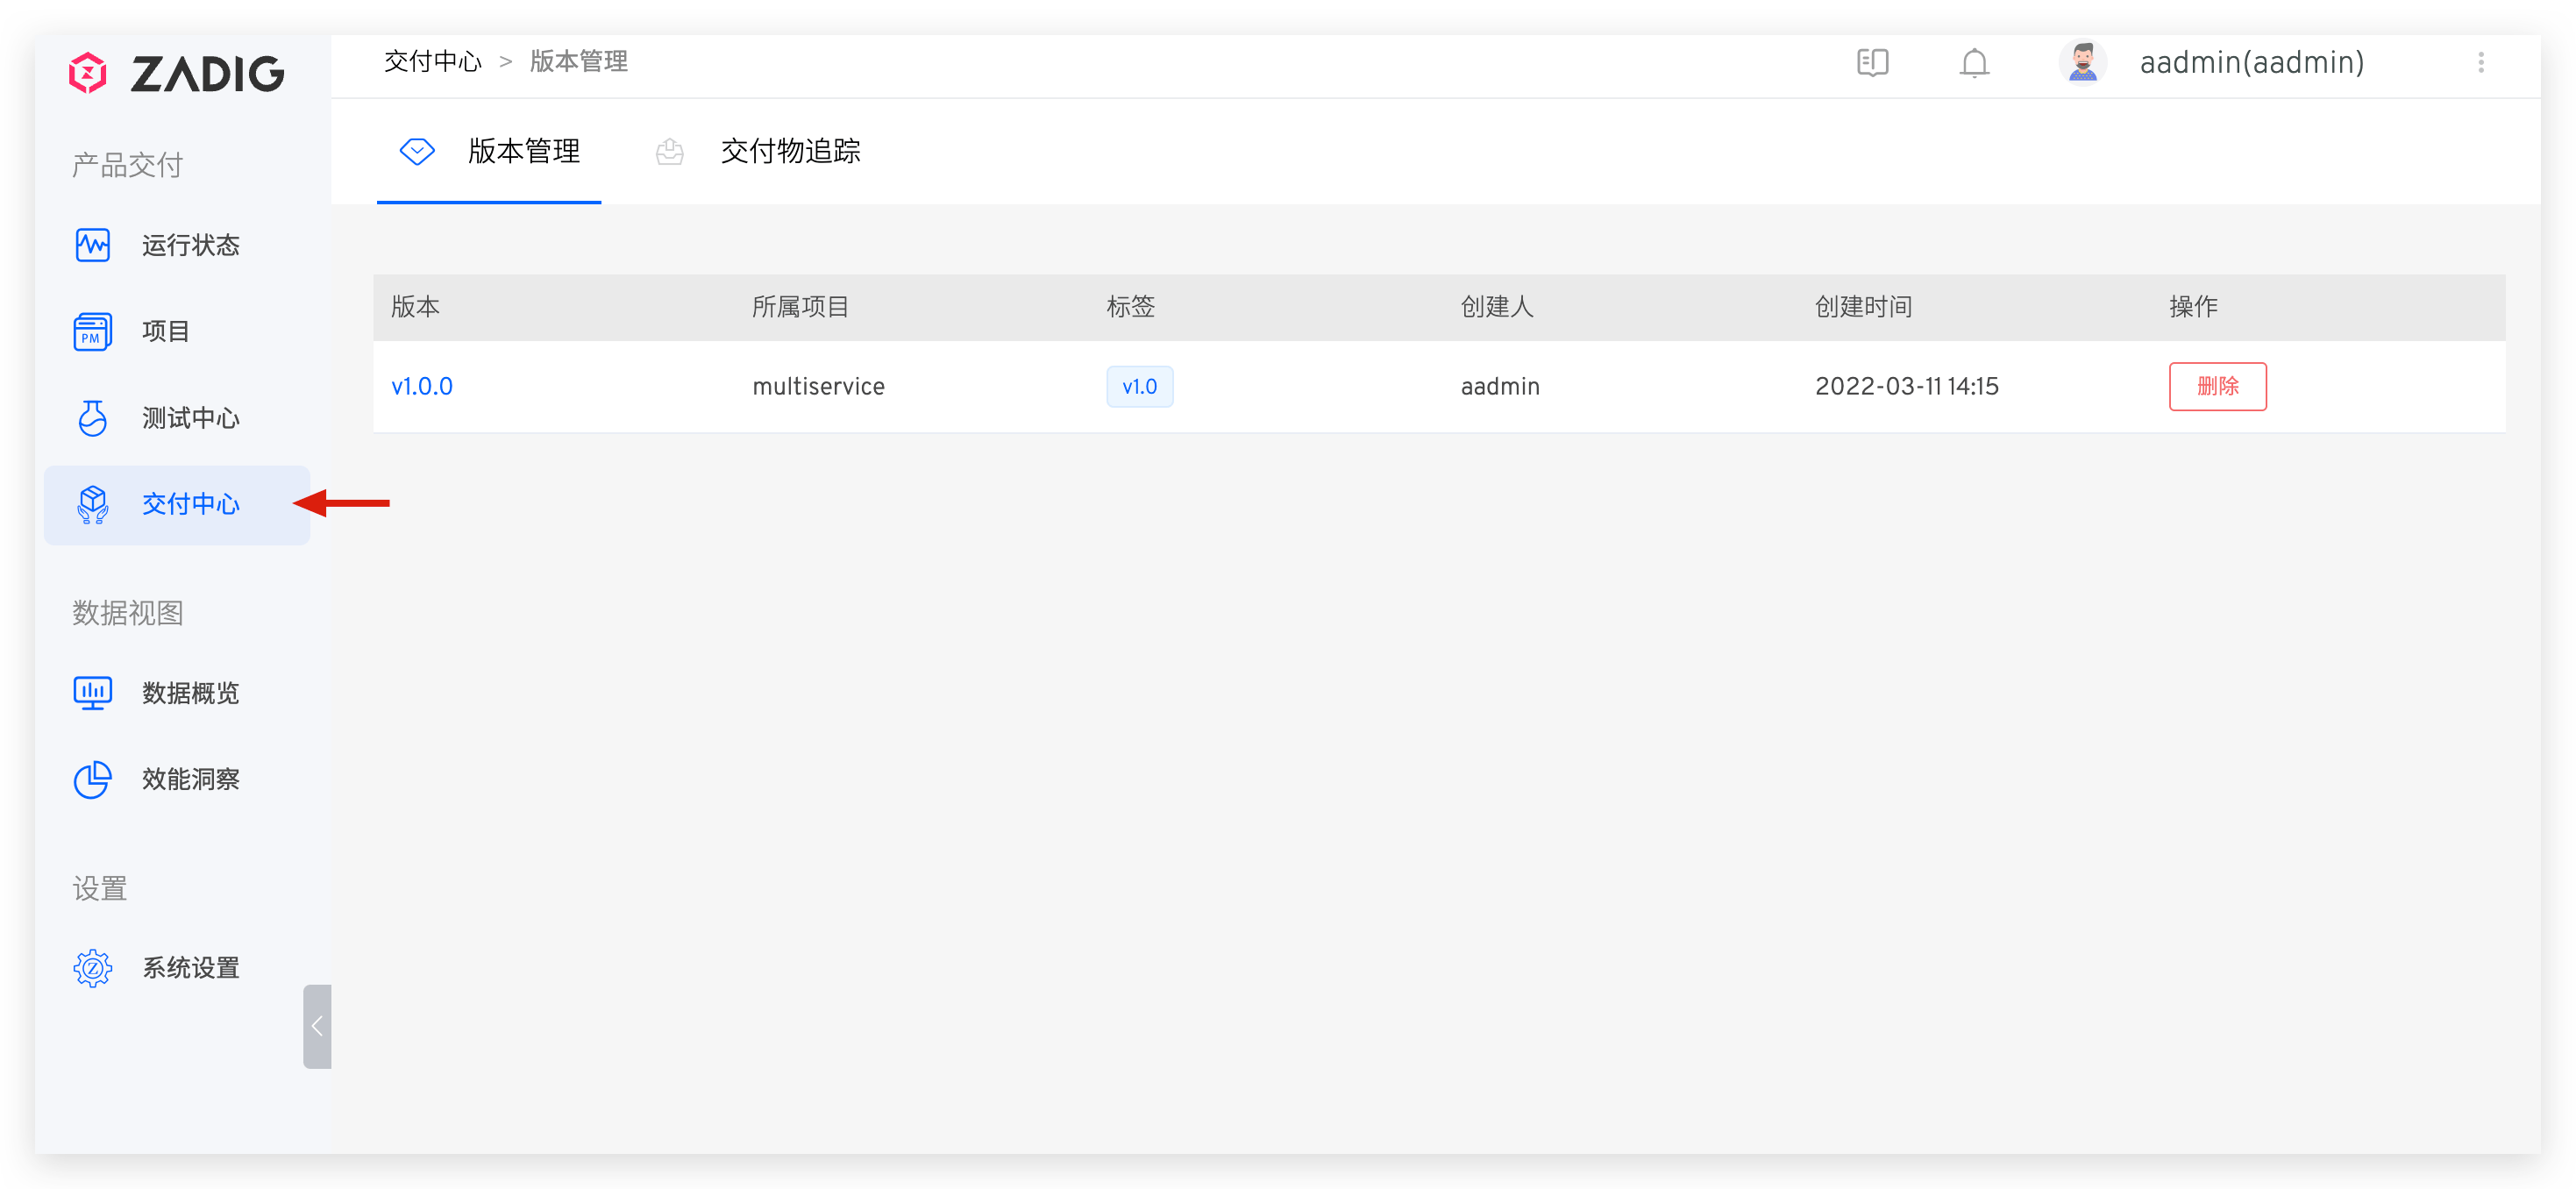 ZADIG
产品交付
运行状态
PM
项目
测试中心
交付中心
数据视图
数据概览
效能洞察
设置
系统设置
交付中心 > 版本管理
aadmin(aadmin)
版本管理 交付物追踪
版本 所属项目 标签 创建人 创建时间 操作
v1.0.0 multiservice v1.0 aadmin 2022-03-11 14:15 删除